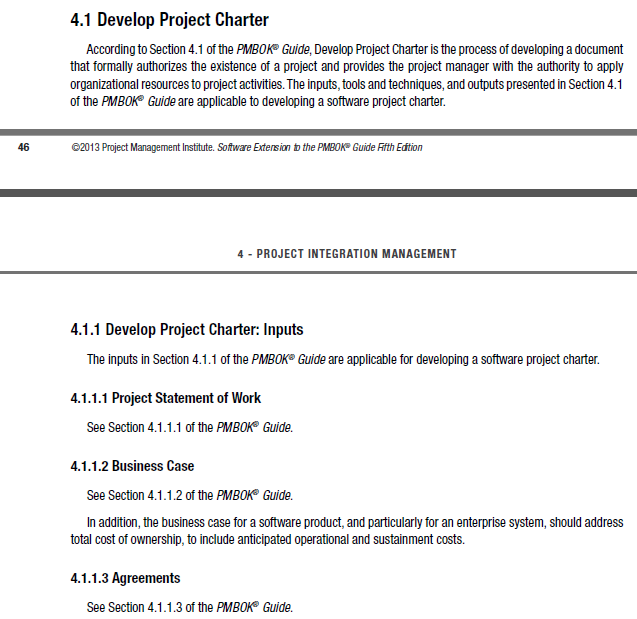 4.1 Develop Project Charter
According to Section 4.1 of the PMBOK® Guide, Develop Project Charter is the process of developing a document
that formally authorizes the existence of a project and provides the project manager with the authority to apply
organizational resources to project activities. The inputs, tools and techniques, and outputs presented in Section 4.1
of the PMBOK® Guide are applicable to developing a software project charter.
46 ©2013 Project Management Institute. Software Extension to the PMBOK® Guide Fifth Edition
4 - PROJECT INTEGRATION MANAGEMENT
4.1.1 Develop Project Charter: Inputs
The inputs in Section 4.1.1 of the PMBOK® Guide are applicable for developing a software project charter.
4.1.1.1 Project Statement of Work
See Section 4.1.1.1 of the PMBOK® Guide.
4.1.1.2 Business Case
See Section 4.1.1.2 of the PMBOK® Guide.
In addition, the business case for a software product, and particularly for an enterprise system, should address
total cost of ownership, to include anticipated operational and sustainment costs.
4.1.1.3 Agreements
See Section 4.1.1.3 of the PMBOK® Guide.